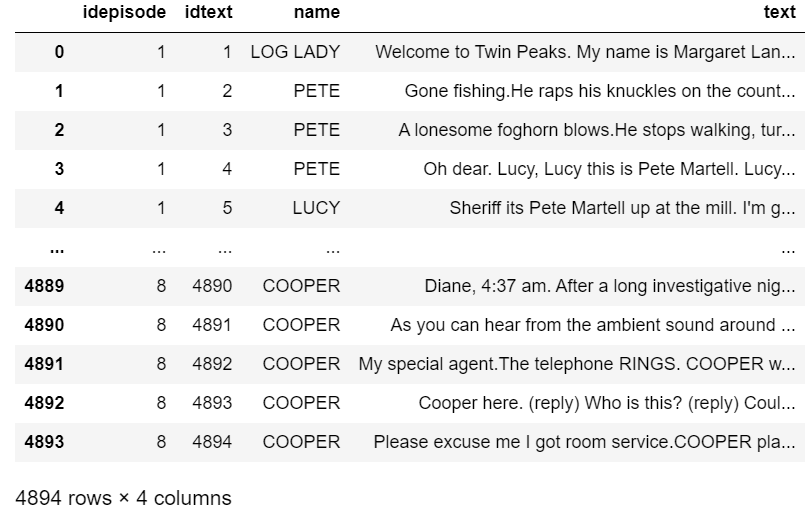 idepisode idtext name text
0 1 1 LOG LADY Welcome to Twin Peaks. My name is Margaret Lan...
1 1 2 PETE Gone fishing.He raps his knuckles on the count...
2 1 3 PETE A lonesome foghorn blows.He stops walking, tur...
3 1 4 PETE Oh dear. Lucy, Lucy this is Pete Martell. Lucy...
4 1 5 LUCY Sheriff its Pete Martell up at the mill. I'm g...
... ... ... ... ...
4889 8 4890 COOPER Diane, 4:37 am. After a long investigative nig...
4890 8 4891 COOPER As you can hear from the ambient sound around ...
4891 8 4892 COOPER My special agent.The telephone RINGS. COOPER w...
4892 8 4893 COOPER Cooper here. (reply) Who is this? (reply) Coul...
4893 8 4894 COOPER Please excuse me I got room service.COOPER pla...
4894 rows × 4 columns